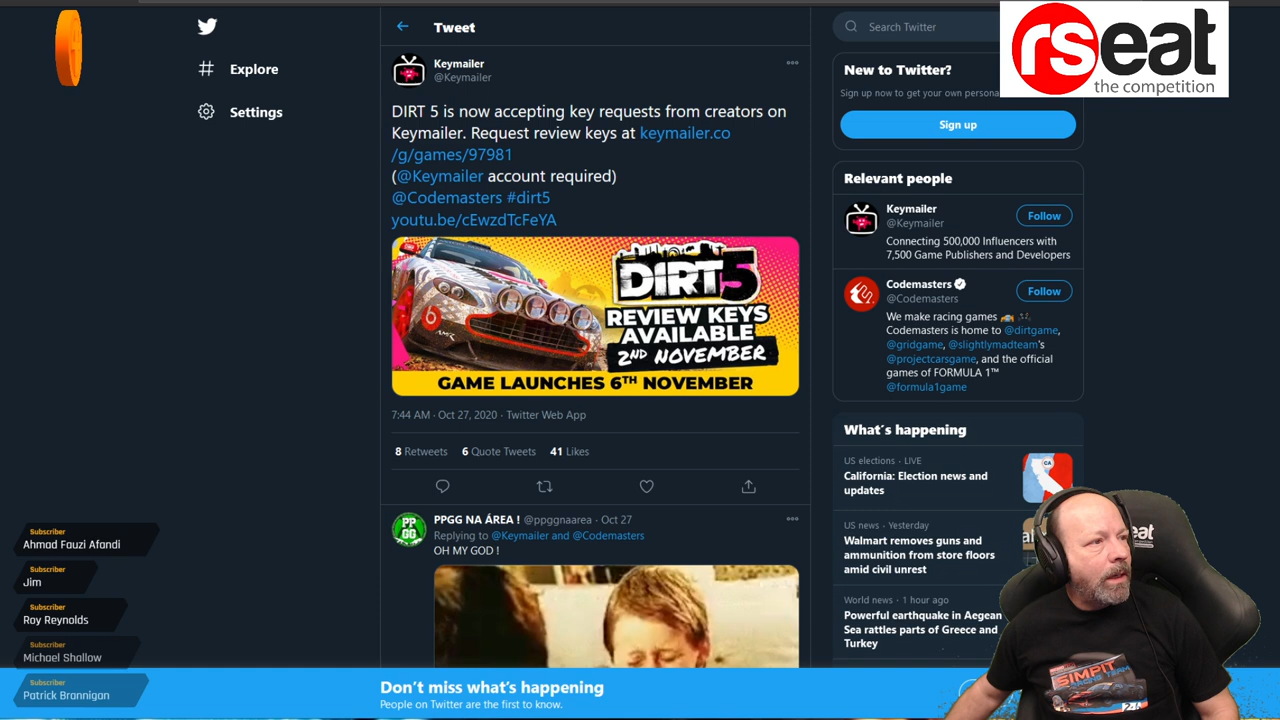 Explore
Settings
Tweet
Keymailer
@Keymailer
DIRT 5 is now accepting key requests from creators on
Keymailer. Request review keys at keymailer.co
/g/games/97981
(@Keymailer account required)
@Codemasters #dirt5
youtu.be/cEwzdTcFeYA
DIRT 5
REVIEW KEYS
AVAILABLE
2ND NOVEMBER
GAME LAUNCHES 6TH NOVEMBER
7:44 AM · Oct 27, 2020 · Twitter Web App
8 Retweets 6 Quote Tweets 41 Likes
PPGG NA ÁREA ! @ppggnaarea · Oct 27
Replying to @Keymailer and @Codemasters
OH MY GOD !
Search Twitter
New to Twitter?
Sign up now to get your own persona
Sign up
Relevant people
Keymailer
@Keymailer
Follow
Connecting 500,000 Influencers with
7,500 Game Publishers and Developers
Codemasters
@Codemasters
Follow
We make racing games
Codemasters is home to @dirtgame,
@gridgame, @slightlymadteam's
@projectcarsgame, and the official
games of FORMULA 1™
@formula1game
What's happening
US elections · LIVE
California: Election news and
updates
US news · Yesterday
Walmart removes guns and
ammunition from store floors
amid civil unrest
World news · 1 hour ago
Powerful earthquake in Aegean
Sea rattles parts of Greece and
Turkey
rseat
the competition
Subscriber
Ahmad Fauzi Afandi
Subscriber
Jim
Subscriber
Roy Reynolds
Subscriber
Michael Shallow
Subscriber
Patrick Brannigan
Don't miss what's happening
People on Twitter are the first to know.
SIMPIT
RACING TEAM